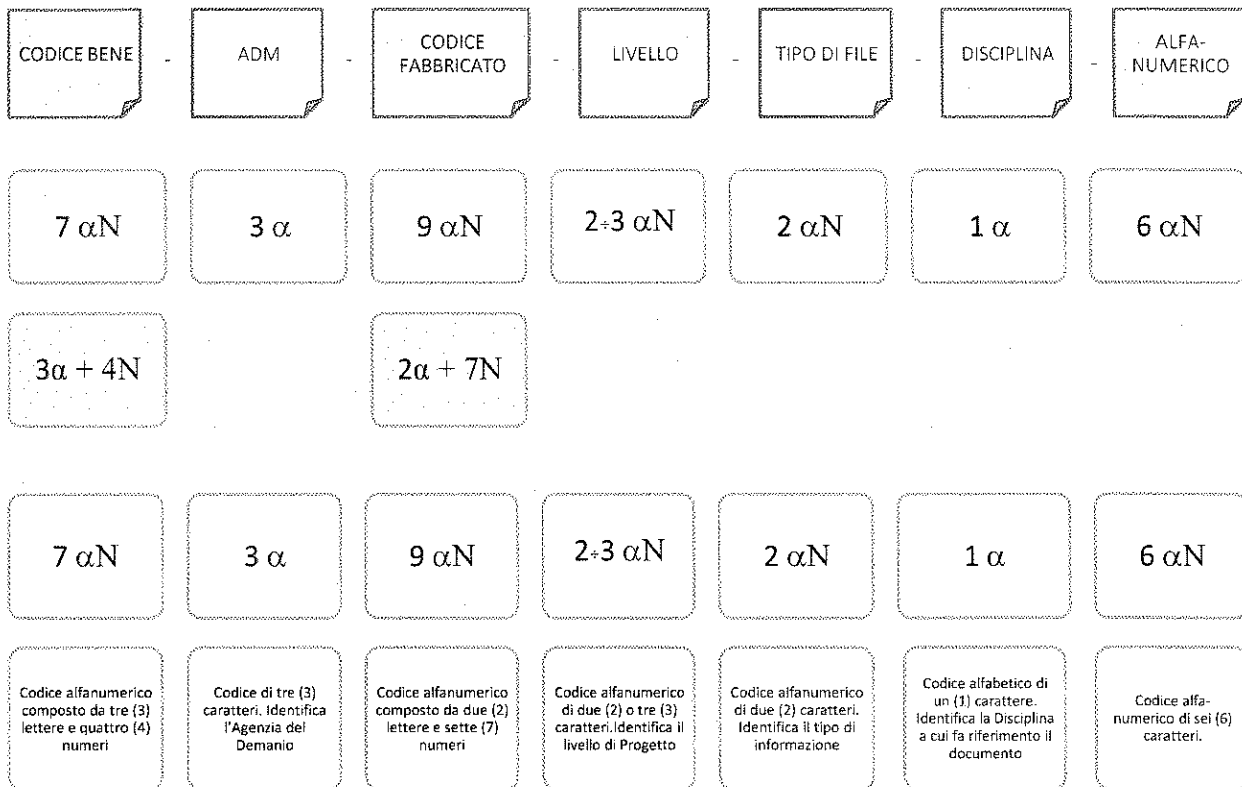 CODICE BENE - ADM - CODICE FABBRICATO - LIVELLO - TIPO DI FILE - DISCIPLINA - ALFA-NUMERICO
7 αN
3 α
9 αN
2÷3 αN
2 αN
1 α
6 αN
3α + 4N
2α + 7N
7 αN
3 α
9 αN
2÷3 αN
2 αN
1 α
6 αN
Codice alfanumerico
composto da tre (3)
lettere e quattro (4)
numeri
Codice di tre (3)
caratteri. Identifica
l'Agenzia del
Demanio
Codice alfanumerico
composto da due (2)
lettere e sette (7)
numeri
Codice alfanumerico
di due (2) o tre (3)
caratteri.Identifica il
livello di Progetto
Codice alfanumerico
di due (2) caratteri.
Identifica il tipo di
informazione
Codice alfabetico di
un (1) carattere.
Identifica la Disciplina
a cui fa riferimento il
documento
Codice alfa-
numerico di sei (6)
caratteri.